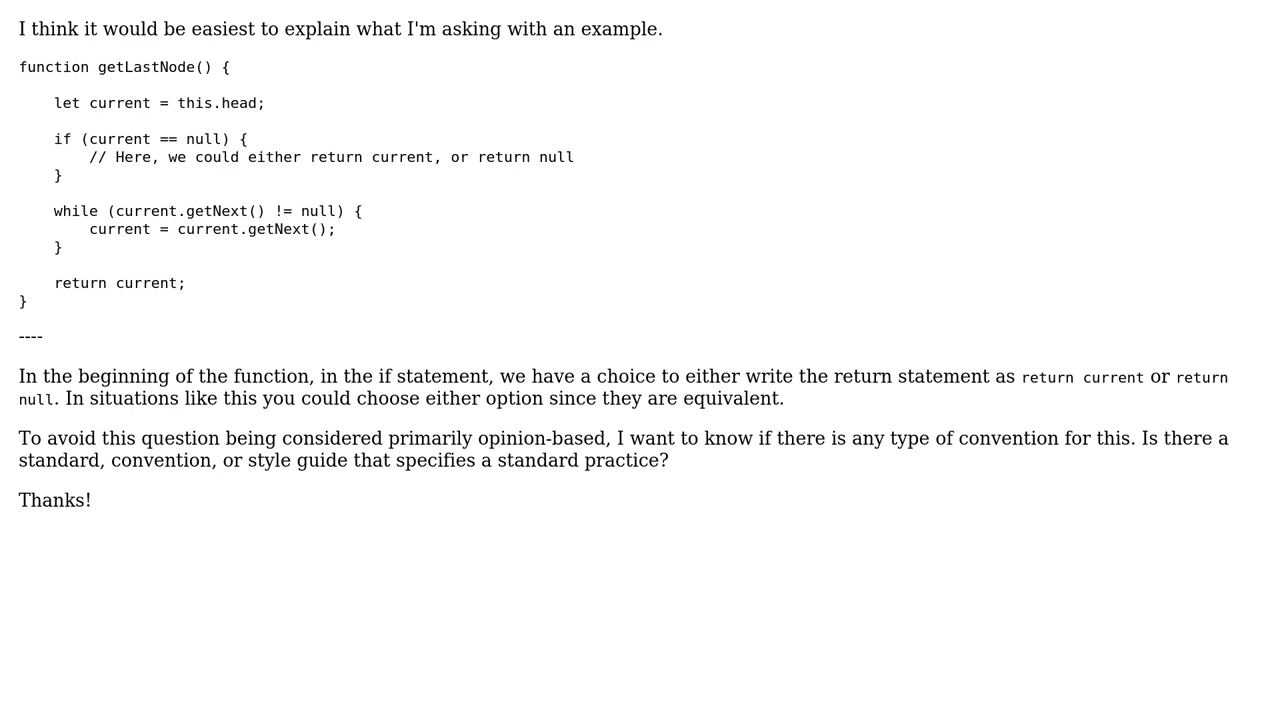 I think it would be easiest to explain what I'm asking with an example.
function getLastNode() {
    let current = this.head;
    if (current == null) {
        // Here, we could either return current, or return null
    }
    while (current.getNext() != null) {
        current = current.getNext();
    }
    return current;
}
----
In the beginning of the function, in the if statement, we have a choice to either write the return statement as return current or return
null. In situations like this you could choose either option since they are equivalent.
To avoid this question being considered primarily opinion-based, I want to know if there is any type of convention for this. Is there a
standard, convention, or style guide that specifies a standard practice?
Thanks!